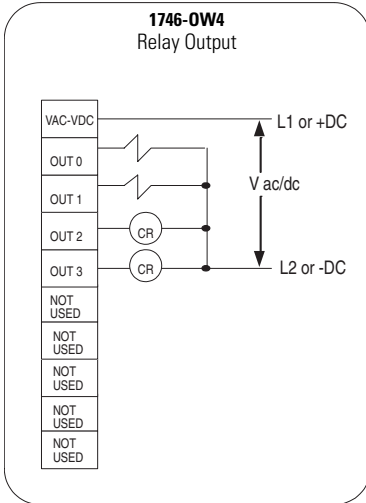 1746-OW4
Relay Output
VAC-VDC
L1 or +DC
OUT 0
OUT 1
V ac/dc
OUT 2
CR
OUT 3
CR
L2 or -DC
NOT
USED
NOT
USED
NOT
USED
NOT
USED
NOT
USED